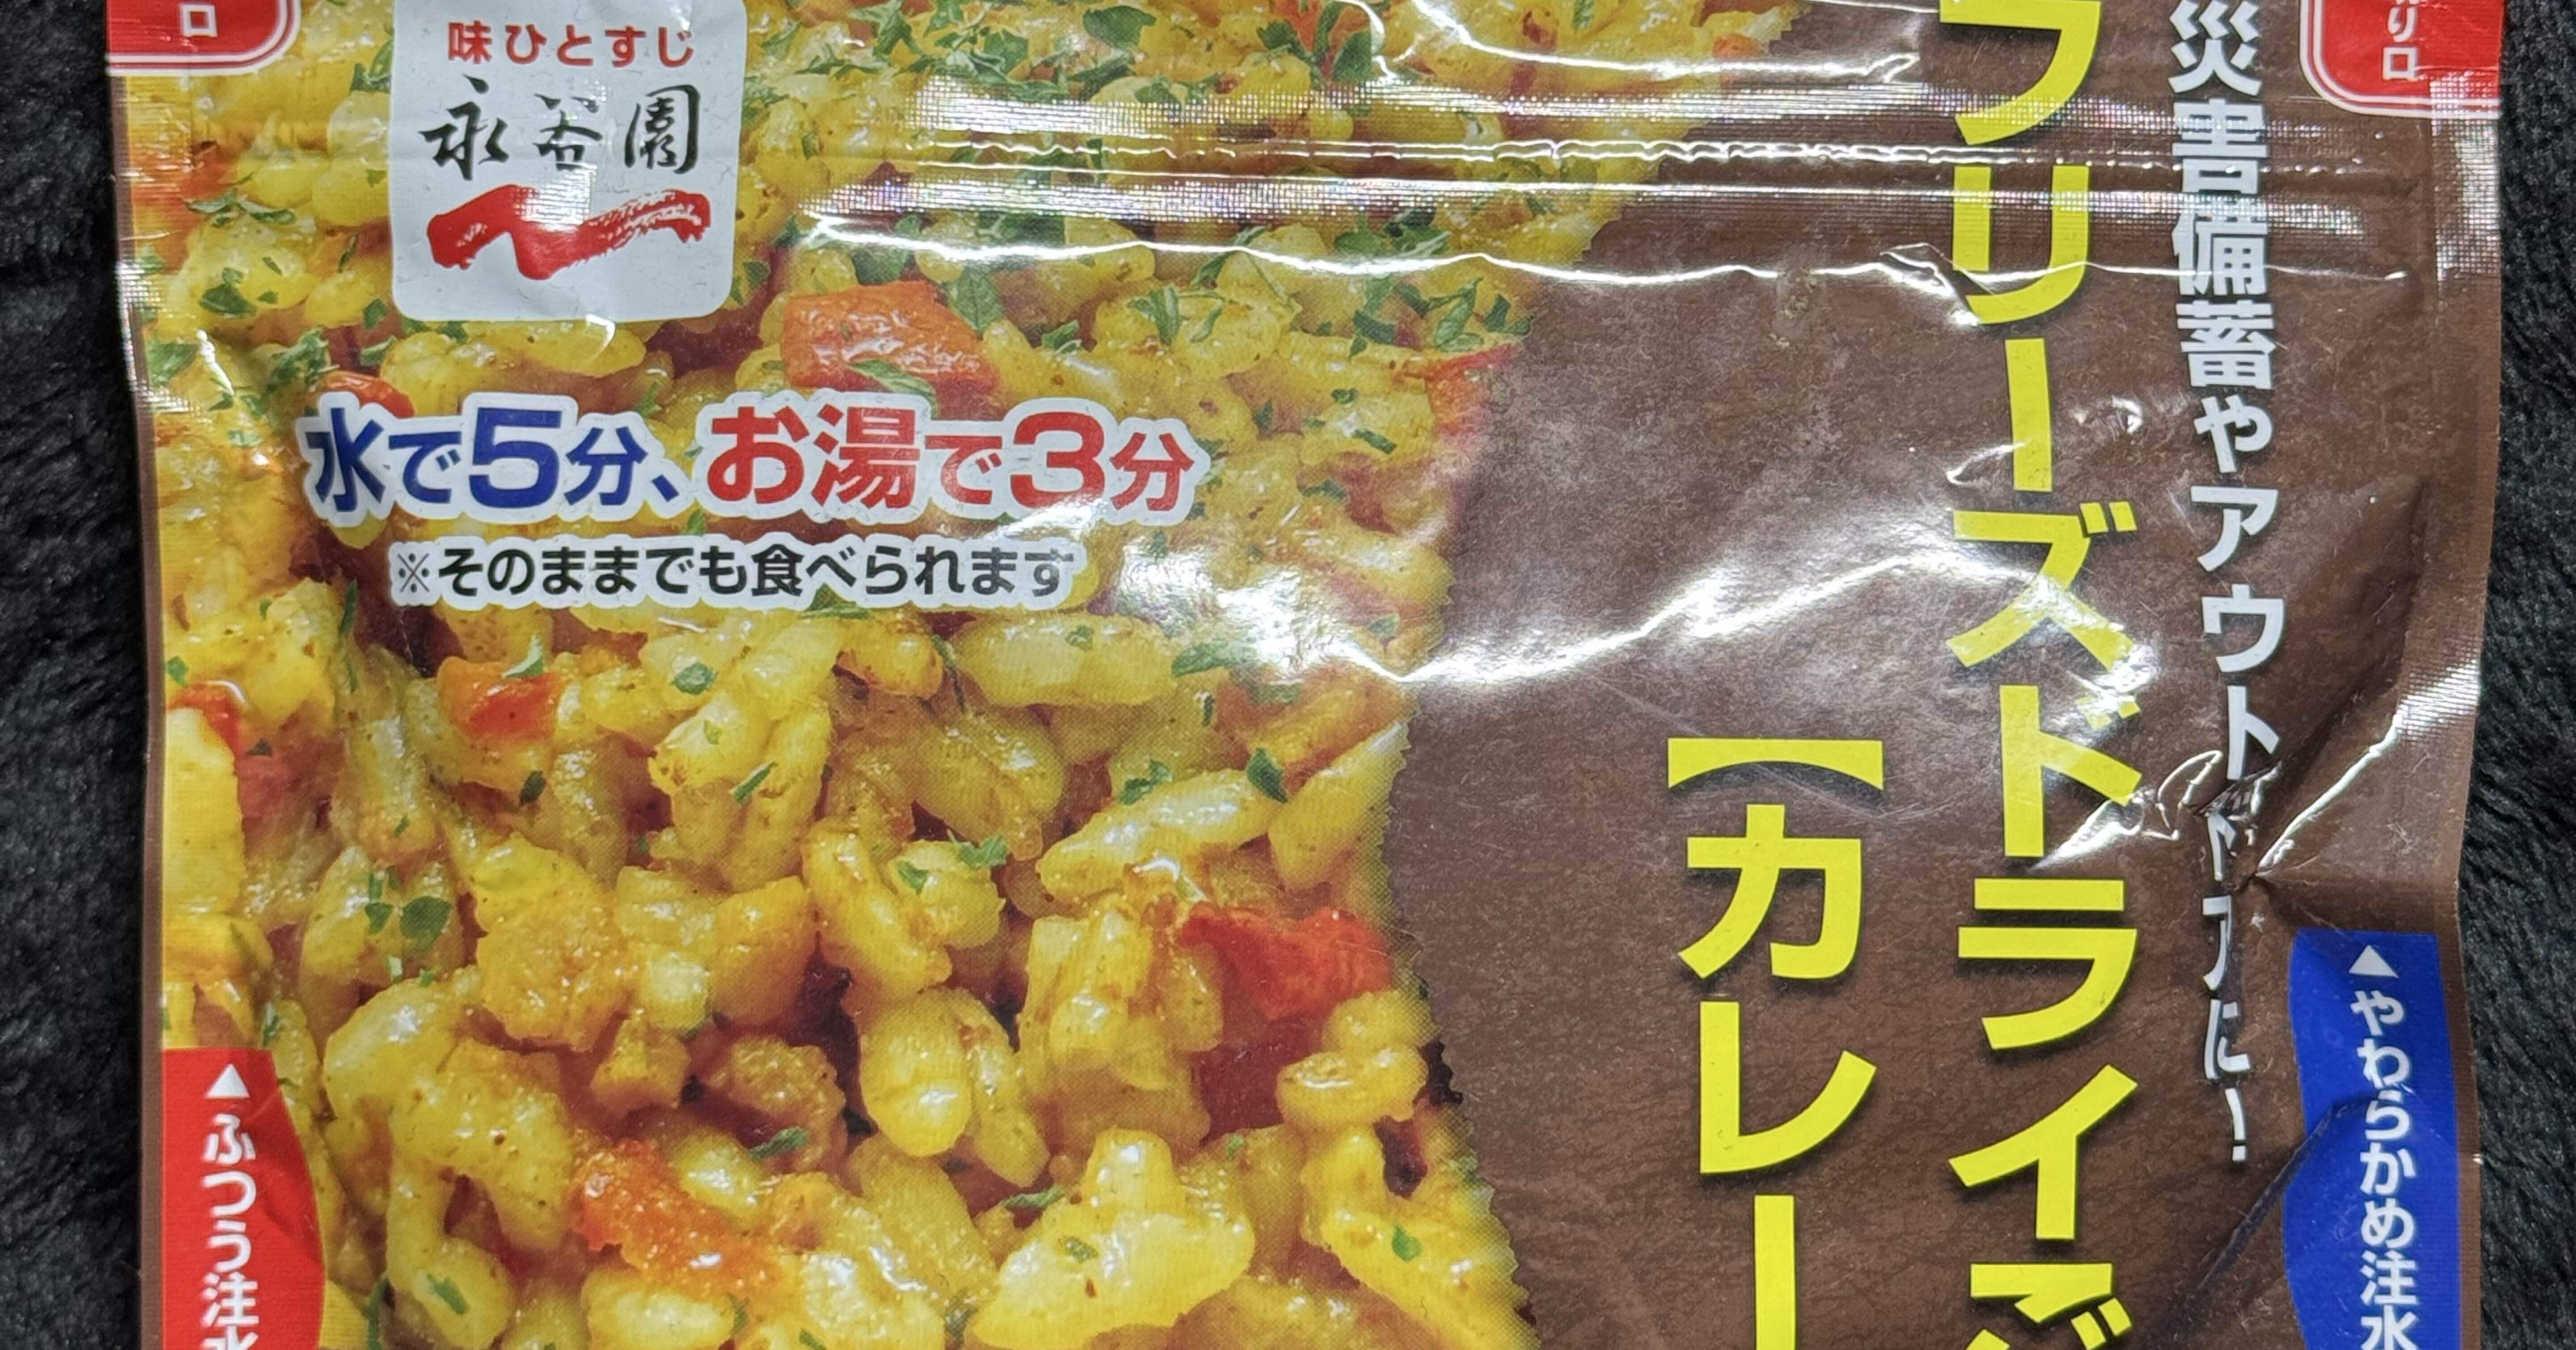 味ひとすじ
永谷園
水で5分、お湯で3分
※そのままでも食べられます
災害備蓄やアウトドアに!
フリーズドライご
【カレー
り口
口
▲ふつう注水
▲やわらかめ注水